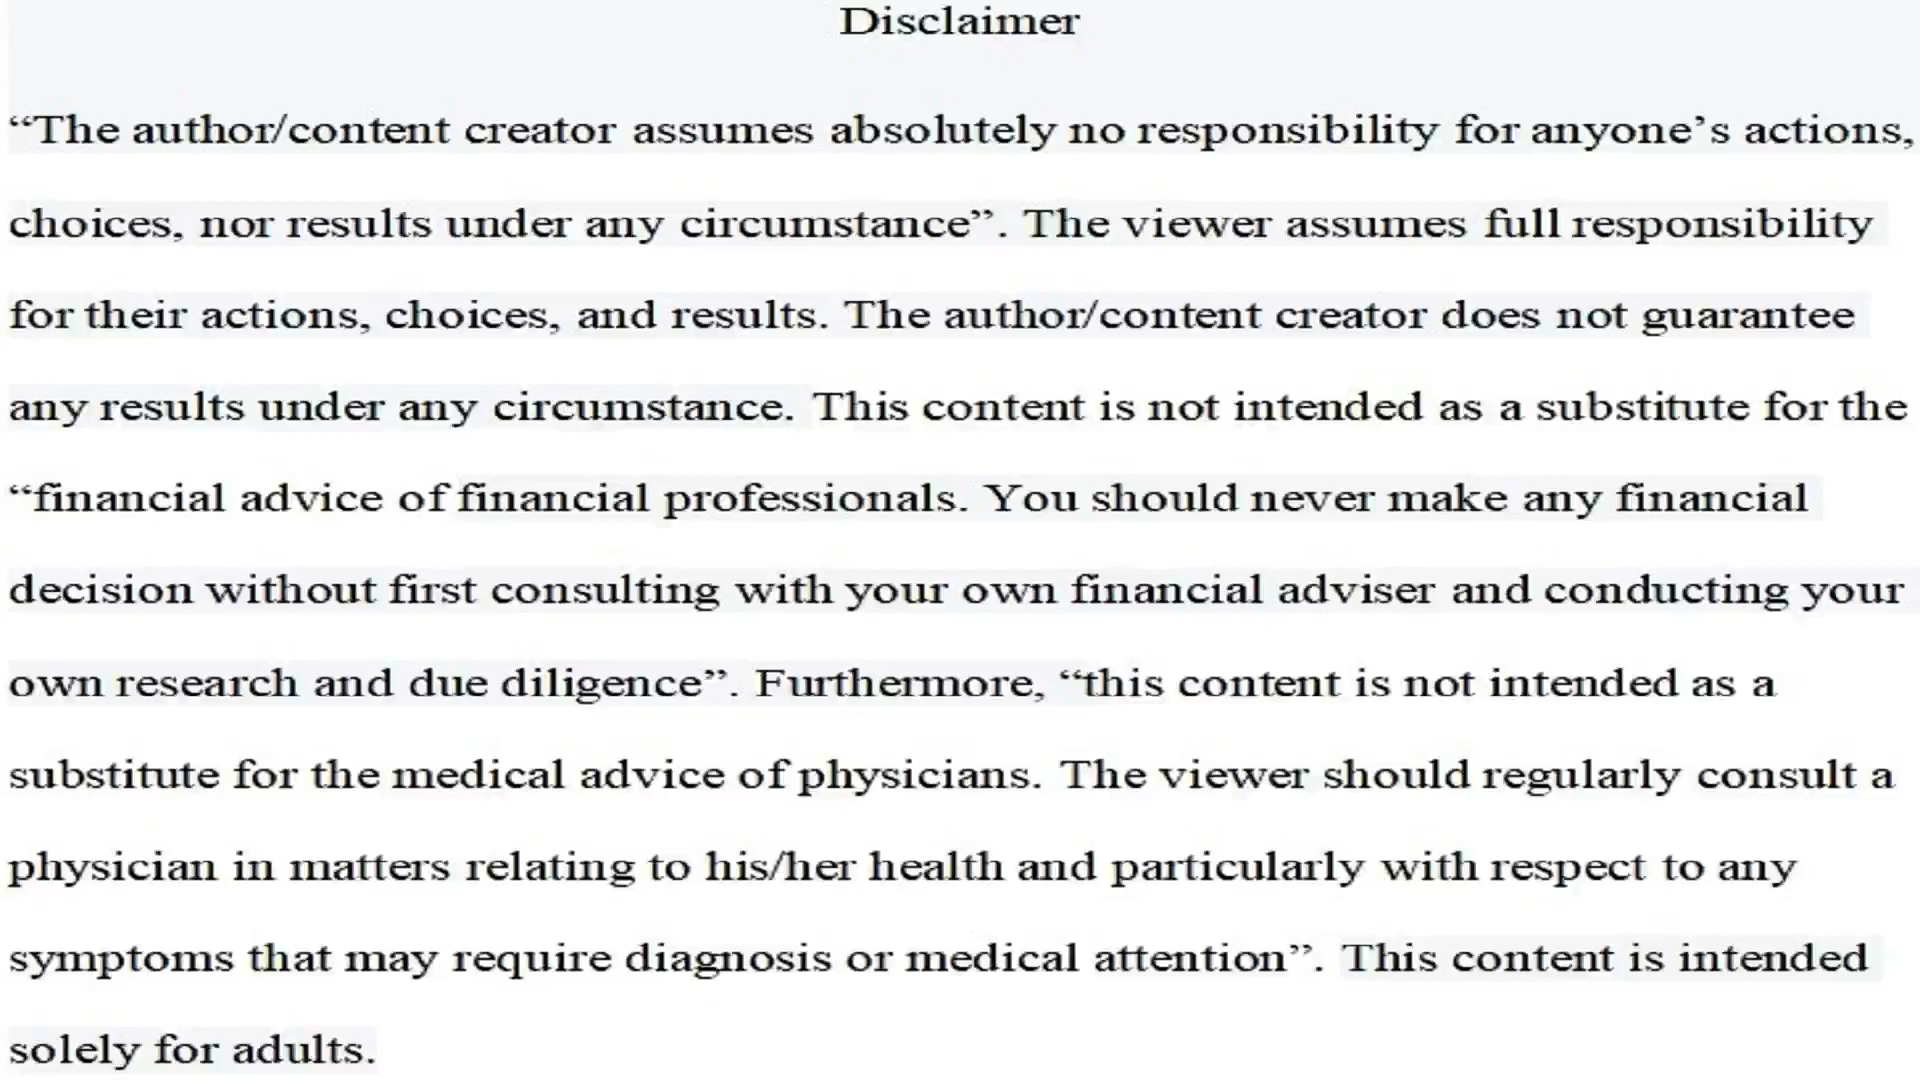 Disclaimer
“The author/content creator assumes absolutely no responsibility for anyone’s actions,
choices, nor results under any circumstance”. The viewer assumes full responsibility
for their actions, choices, and results. The author/content creator does not guarantee
any results under any circumstance. This content is not intended as a substitute for the
“financial advice of financial professionals. You should never make any financial
decision without first consulting with your own financial adviser and conducting your
own research and due diligence”. Furthermore, “this content is not intended as a
substitute for the medical advice of physicians. The viewer should regularly consult a
physician in matters relating to his/her health and particularly with respect to any
symptoms that may require diagnosis or medical attention”. This content is intended
solely for adults.